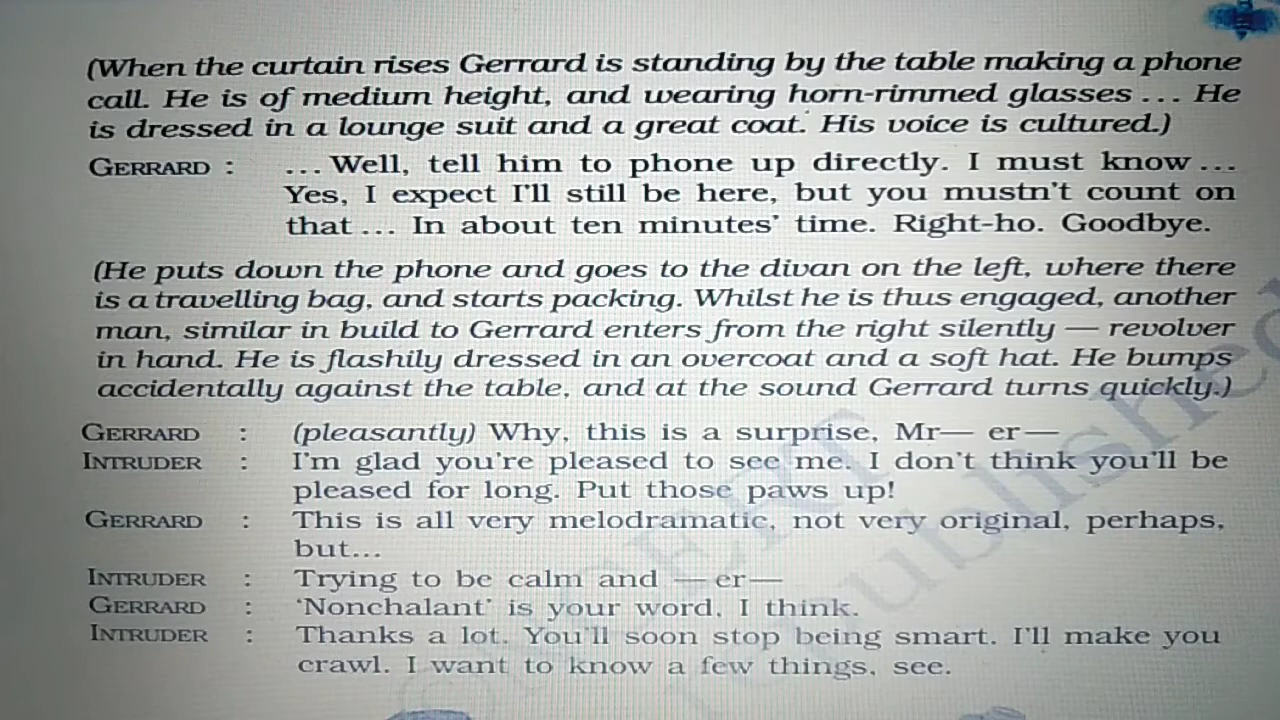 (When the curtain rises Gerrard is standing by the table making a phone
call. He is of medium height, and wearing horn-rimmed glasses ... He
is dressed in a lounge suit and a great coat. His voice is cultured.)
GERRARD : ... Well, tell him to phone up directly. I must know ...
Yes, I expect I'll still be here, but you mustn't count on
that ... In about ten minutes' time. Right-ho. Goodbye.
(He puts down the phone and goes to the divan on the left, where there
is a travelling bag, and starts packing. Whilst he is thus engaged, another
man, similar in build to Gerrard enters from the right silently — revolver
in hand. He is flashily dressed in an overcoat and a soft hat. He bumps
accidentally against the table, and at the sound Gerrard turns quickly.)
GERRARD : (pleasantly) Why, this is a surprise, Mr— er—
INTRUDER : I'm glad you're pleased to see me. I don't think you'll be
pleased for long. Put those paws up!
GERRARD : This is all very melodramatic, not very original, perhaps,
but...
INTRUDER : Trying to be calm and — er—
GERRARD : 'Nonchalant' is your word, I think.
INTRUDER : Thanks a lot. You'll soon stop being smart. I'll make you
crawl. I want to know a few things, see.